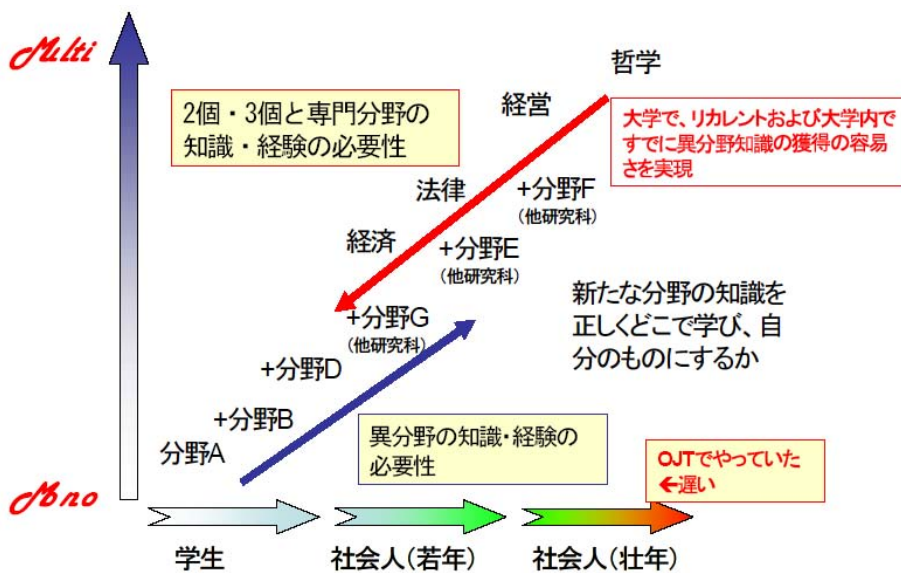 Multi
哲学
経営
2個・3個と専門分野の
知識・経験の必要性
大学で、リカレントおよび大学内で
すでに異分野知識の獲得の容易
さを実現
法律
+分野F
(他研究科)
経済
+分野E
(他研究科)
新たな分野の知識を
正しくどこで学び、自
分のものにするか
+分野G
(他研究科)
+分野D
+分野B
分野A
異分野の知識・経験の
必要性
OJTでやっていた
←遅い
Mono
学生
社会人(若年)
社会人(壮年)